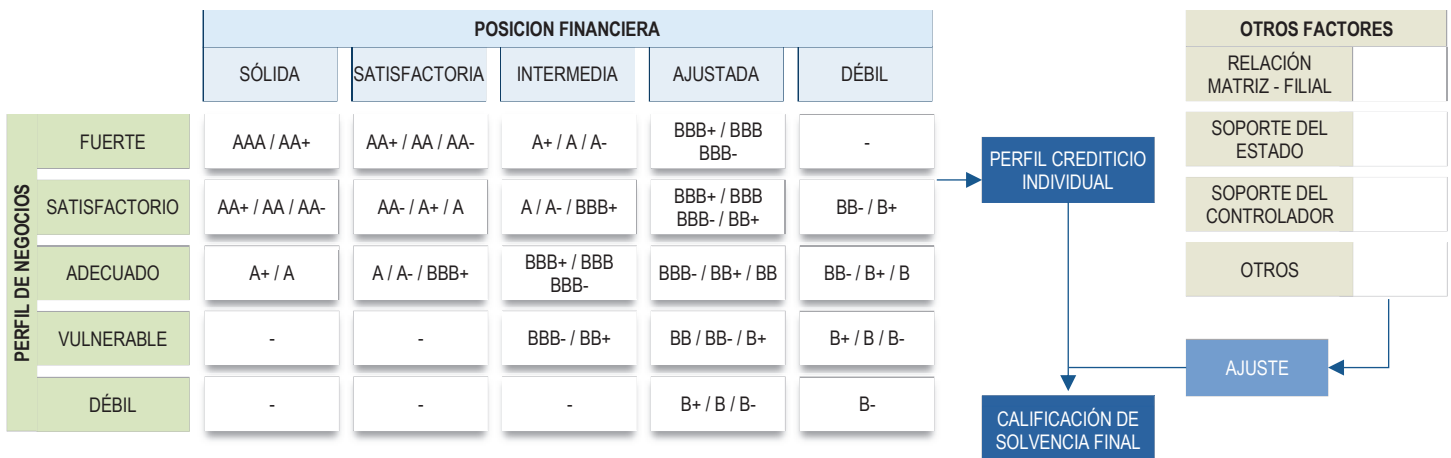 POSICION FINANCIERA
SÓLIDA
SATISFACTORIA
INTERMEDIA
AJUSTADA
DÉBIL
PERFIL DE NEGOCIOS
FUERTE
AAA / AA+
AA+ / AA / AA-
A+ / A / A-
BBB+ / BBB
BBB-
-
SATISFACTORIO
AA+ / AA / AA-
AA- / A+ / A
A / A- / BBB+
BBB+ / BBB
BBB- / BB+
BB- / B+
ADECUADO
A+ / A
A / A- / BBB+
BBB+ / BBB
BBB-
BBB- / BB+ / BB
BB- / B+ / B
VULNERABLE
-
-
BBB- / BB+
BB / BB- / B+
B+ / B / B-
DÉBIL
-
-
-
B+ / B / B-
B-
PERFIL CREDITICIO
INDIVIDUAL
OTROS FACTORES
RELACIÓN
MATRIZ - FILIAL
SOPORTE DEL
ESTADO
SOPORTE DEL
CONTROLADOR
OTROS
AJUSTE
CALIFICACIÓN DE
SOLVENCIA FINAL